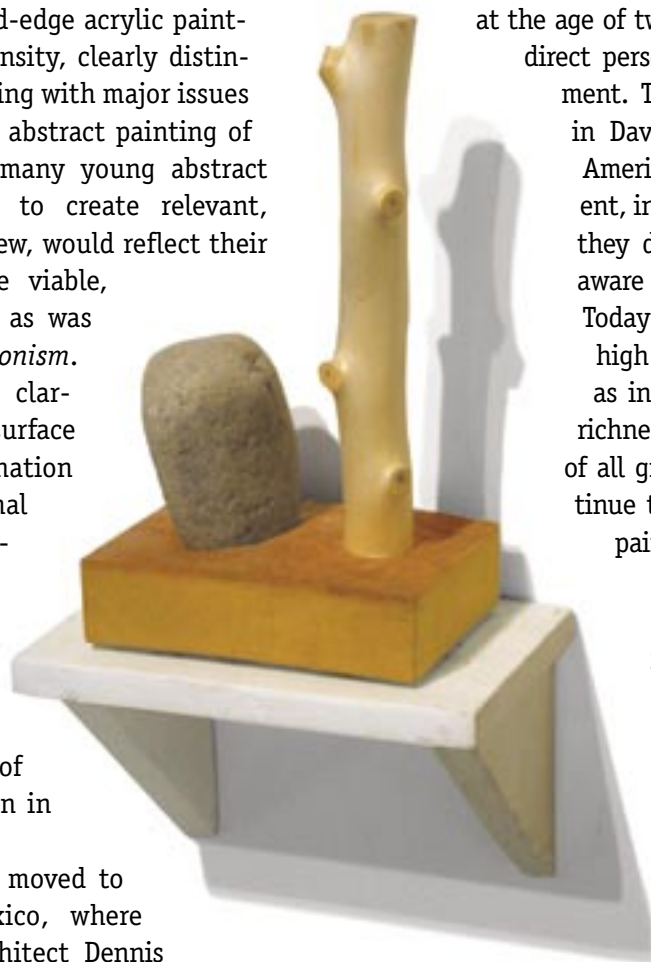 d-edge acrylic paint-
nsity, clearly distin-
ing with major issues
abstract painting of
many young abstract
to create relevant,
ew, would reflect their
e viable,
as was
onism.
clar-
surface
nation
nal
-
of
n in
moved to
xico, where
chitect Dennis
at the age of tw
direct pers
ment. T
in Dav
Ameri
ent, in
they d
aware
Today
high
as in
richne
of all g
tinue t
pai